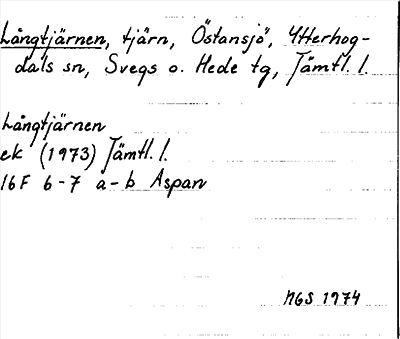 Långtjärnen, tjärn, Östansjö, Ytterhog-
dals sn, Svegs o. Hede tg, Jämtl. l.
Långtjärnen
ek (1973) Jämtl. l.
16F 6-7 a-b Aspan
NGS 1974